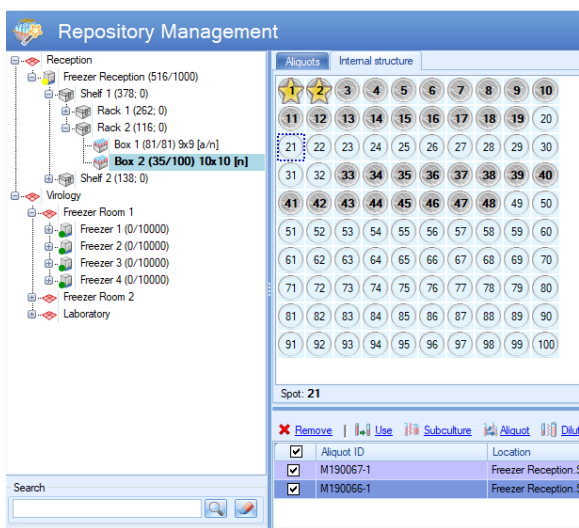 Repository Management
Reception
Freezer Reception (516/1000)
Shelf 1 (378; 0)
Rack 1 (262; 0)
Rack 2 (116; 0)
Box 1 (81/81) 9x9 [a/n]
Box 2 (35/100) 10x10 [n]
Shelf 2 (138; 0)
Virology
Freezer Room 1
Freezer 1 (0/10000)
Freezer 2 (0/10000)
Freezer 3 (0/10000)
Freezer 4 (0/10000)
Freezer Room 2
Laboratory
Search
Aliquots Internal structure
1 2 3 4 5 6 7 8 9 10
11 12 13 14 15 16 17 18 19 20
21 22 23 24 25 26 27 28 29 30
31 32 33 34 35 36 37 38 39 40
41 42 43 44 45 46 47 48 49 50
51 52 53 54 55 56 57 58 59 60
61 62 63 64 65 66 67 68 69 70
71 72 73 74 75 76 77 78 79 80
81 82 83 84 85 86 87 88 89 90
91 92 93 94 95 96 97 98 99 100
Spot: 21
Remove | Use Subculture Aliquot Dilut
Aliquot ID Location
M190067-1 Freezer Reception.S
M190066-1 Freezer Reception.S